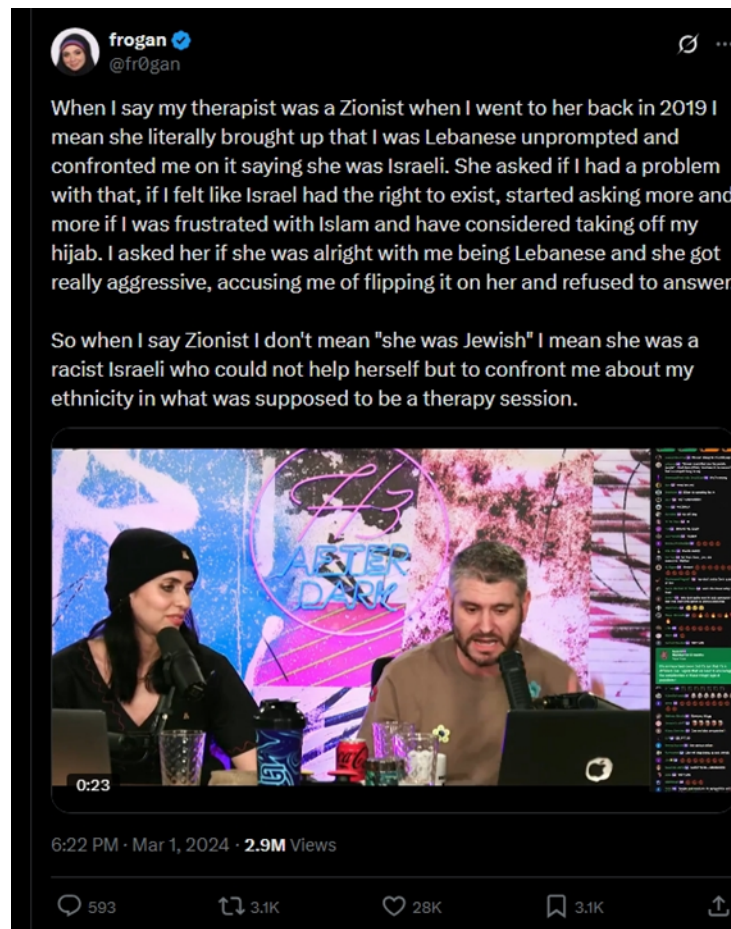 frogan
@fr0gan
When I say my therapist was a Zionist when I went to her back in 2019 I
mean she literally brought up that I was Lebanese unprompted and
confronted me on it saying she was Israeli. She asked if I had a problem
with that, if I felt like Israel had the right to exist, started asking more and
more if I was frustrated with Islam and have considered taking off my
hijab. I asked her if she was alright with me being Lebanese and she got
really aggressive, accusing me of flipping it on her and refused to answer
So when I say Zionist I don't mean "she was Jewish" I mean she was a
racist Israeli who could not help herself but to confront me about my
ethnicity in what was supposed to be a therapy session.
H3
AFTER
DARK
0:23
6:22 PM · Mar 1, 2024 · 2.9M Views
593 3.1K 28K 3.1K